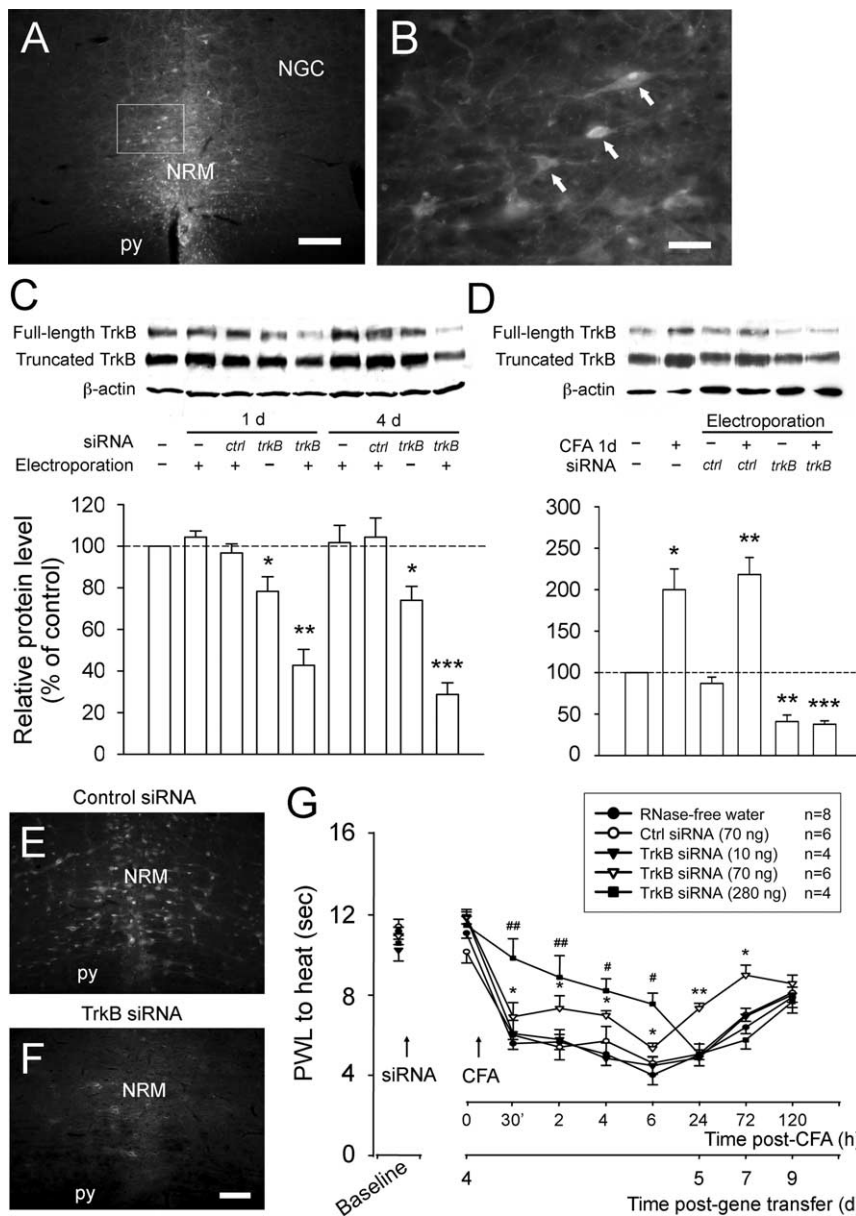 A
NGC
NRM
py
B
C
Full-length TrkB
Truncated TrkB
β-actin
1 d 4 d
siRNA – – ctrl trkB trkB – ctrl trkB trkB
Electroporation – + + – + + + – +
Relative protein level
(% of control)
120
100
80
60
40
20
0
* ** * ***
D
Full-length TrkB
Truncated TrkB
β-actin
Electroporation
CFA 1d – + – + – +
siRNA – – ctrl ctrl trkB trkB
300
250
200
150
100
50
0
* ** ** ***
Control siRNA
E
NRM
py
TrkB siRNA
F
NRM
py
G
RNase-free water n=8
Ctrl siRNA (70 ng) n=6
TrkB siRNA (10 ng) n=4
TrkB siRNA (70 ng) n=6
TrkB siRNA (280 ng) n=4
PWL to heat (sec)
16
12
8
4
0
## ## # #
* * * * ** *
siRNA CFA
0 30' 2 4 6 24 72 120
Time post-CFA (h)
Baseline
4 5 7 9
Time post-gene transfer (d